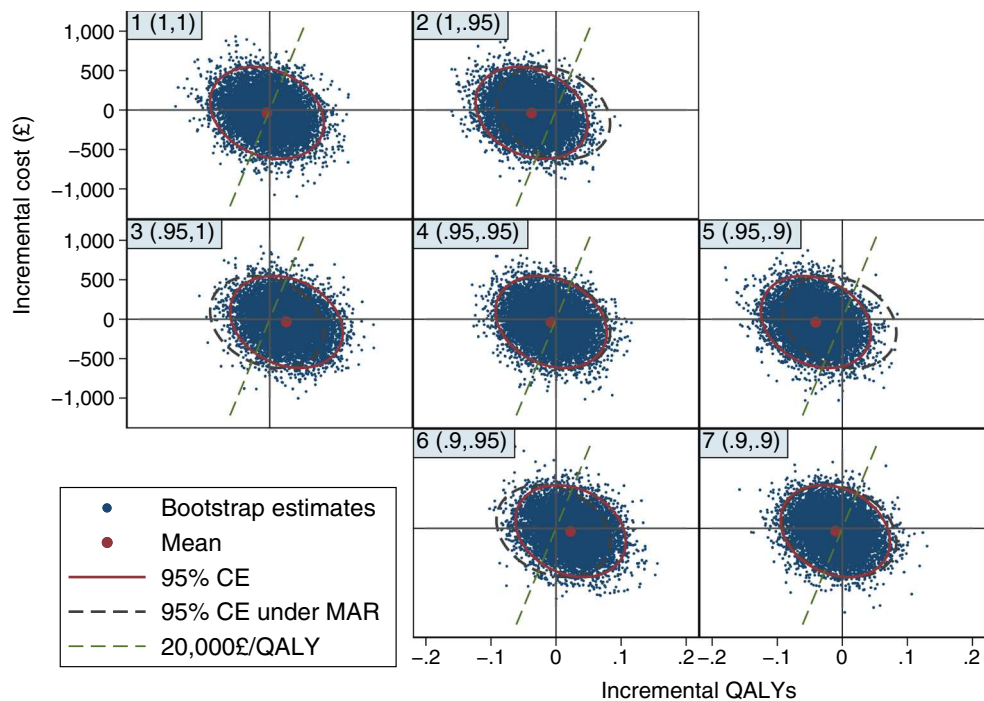 1 (1,1)
2 (1,.95)
1,000
500
0
−500
−1,000
3 (.95,1)
4 (.95,.95)
5 (.95,.9)
1,000
500
0
−500
−1,000
Incremental cost (£)
6 (.9,.95)
7 (.9,.9)
Bootstrap estimates
Mean
95% CE
95% CE under MAR
20,000£/QALY
−.2 −.1 0 .1 .2 −.2 −.1 0 .1 .2
Incremental QALYs